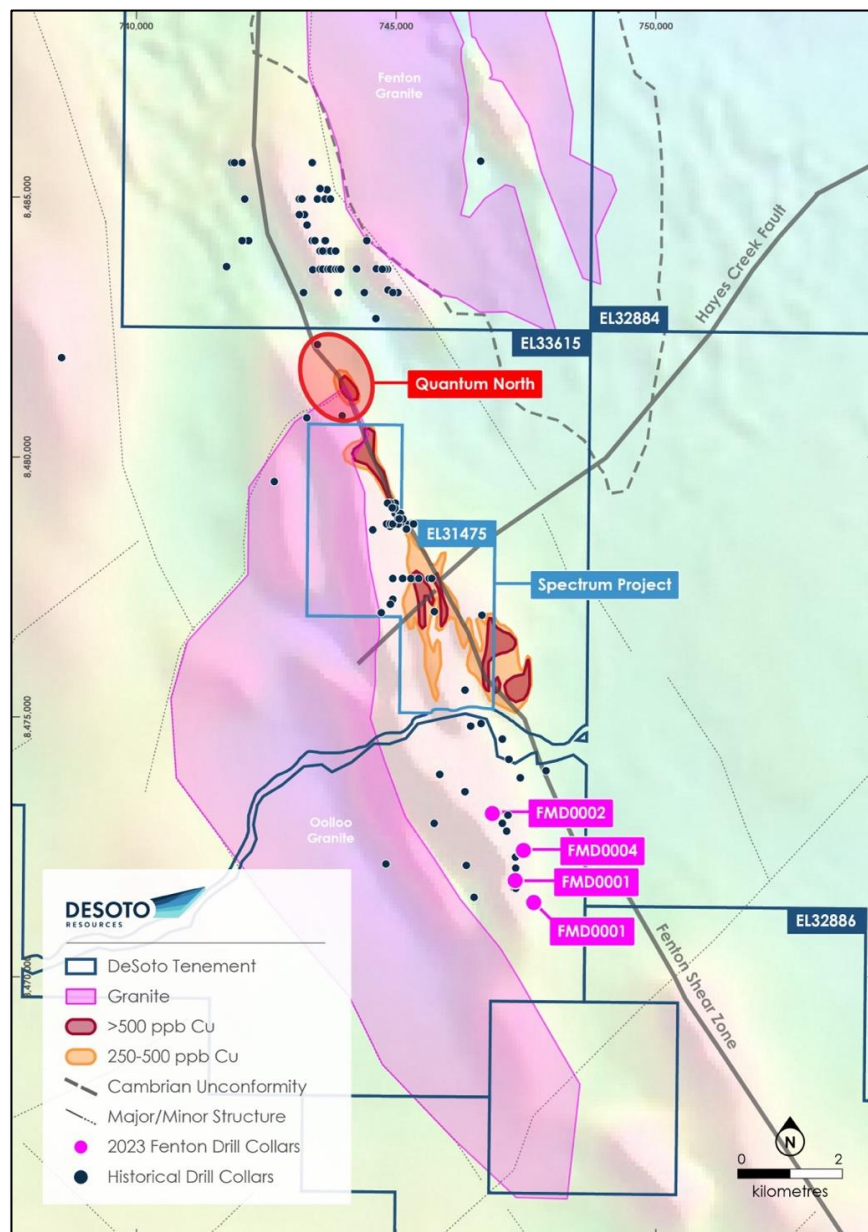 740,000
745,000
750,000
Fenton
Granite
8,485,000
Hayes Creek Fault
EL32884
EL33615
Quantum North
8,480,000
EL31475
Spectrum Project
8,475,000
FMD0002
Oolloo
Granite
FMD0004
FMD0001
FMD0001
EL32886
Fenton Shear Zone
8,470,000
DESOTO
RESOURCES
DeSoto Tenement
Granite
>500 ppb Cu
250-500 ppb Cu
Cambrian Unconformity
Major/Minor Structure
2023 Fenton Drill Collars
Historical Drill Collars
N
0 2
kilometres